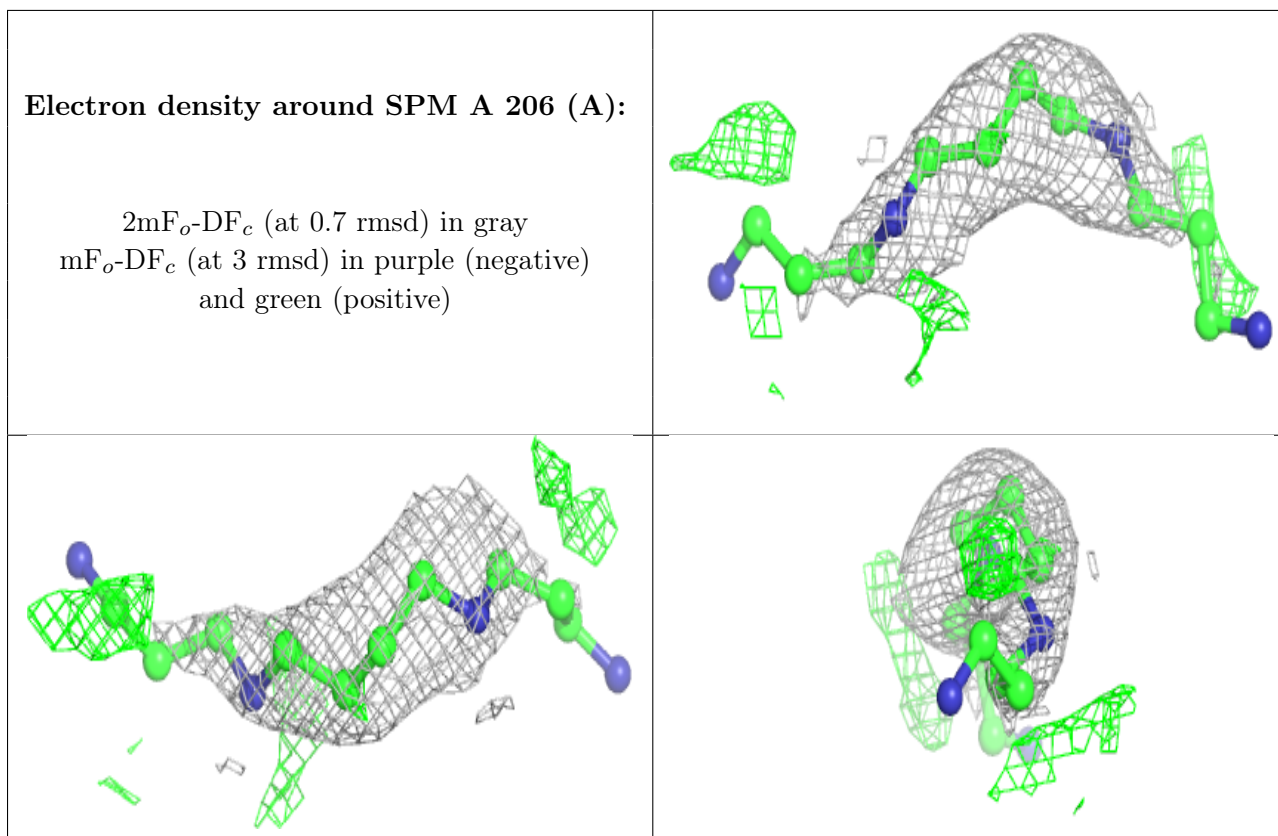 Electron density around SPM A 206 (A):
2mFo-DFc (at 0.7 rmsd) in gray
mFo-DFc (at 3 rmsd) in purple (negative)
and green (positive)